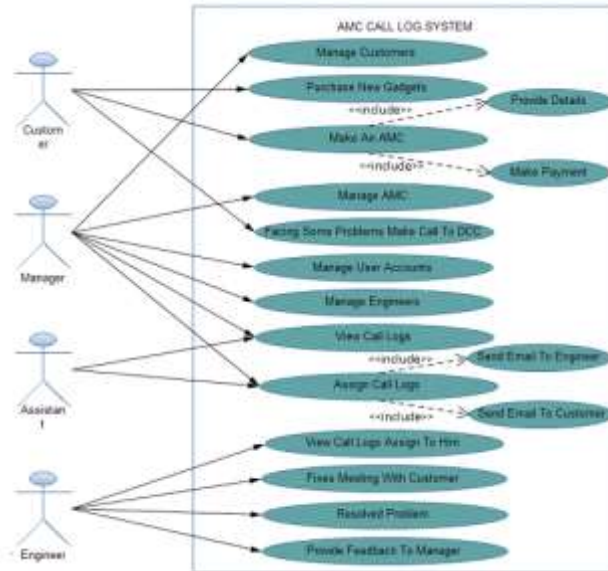 AMC CALL LOG SYSTEM
Manage Customers
Purchase New Gadgets
<<include>>
Provide Details
Custom
er
Make An AMC
<<include>>
Make Payment
Manage AMC
Facing Some Problems Make Call To DCC
Manager
Manage User Accounts
Manage Engineers
View Call Logs
<<include>>
Send Email To Engineer
Assign Call Logs
Assistan
t
<<include>>
Send Email To Customer
View Call Logs Assign To Him
Fixes Meeting With Customer
Resolved Problem
Engineer
Provide Feedback To Manager